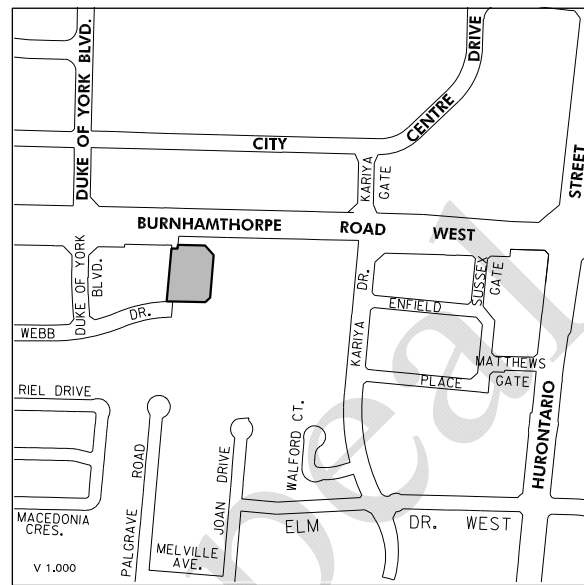 DUKE OF YORK BLVD.
CITY CENTRE DRIVE
KARIYA GATE
STREET
BURNHAMTHORPE ROAD WEST
DUKE OF YORK BLVD.
WEBB DR.
KARIYA DR.
SUSSEX GATE
ENFIELD
MATTHEWS GATE
PLACE
HURONTARIO
RIEL DRIVE
PALGRAVE ROAD
JOAN DRIVE
WALFORD CT.
MACEDONIA CRES.
MELVILLE AVE.
ELM DR. WEST
V 1.000
peal